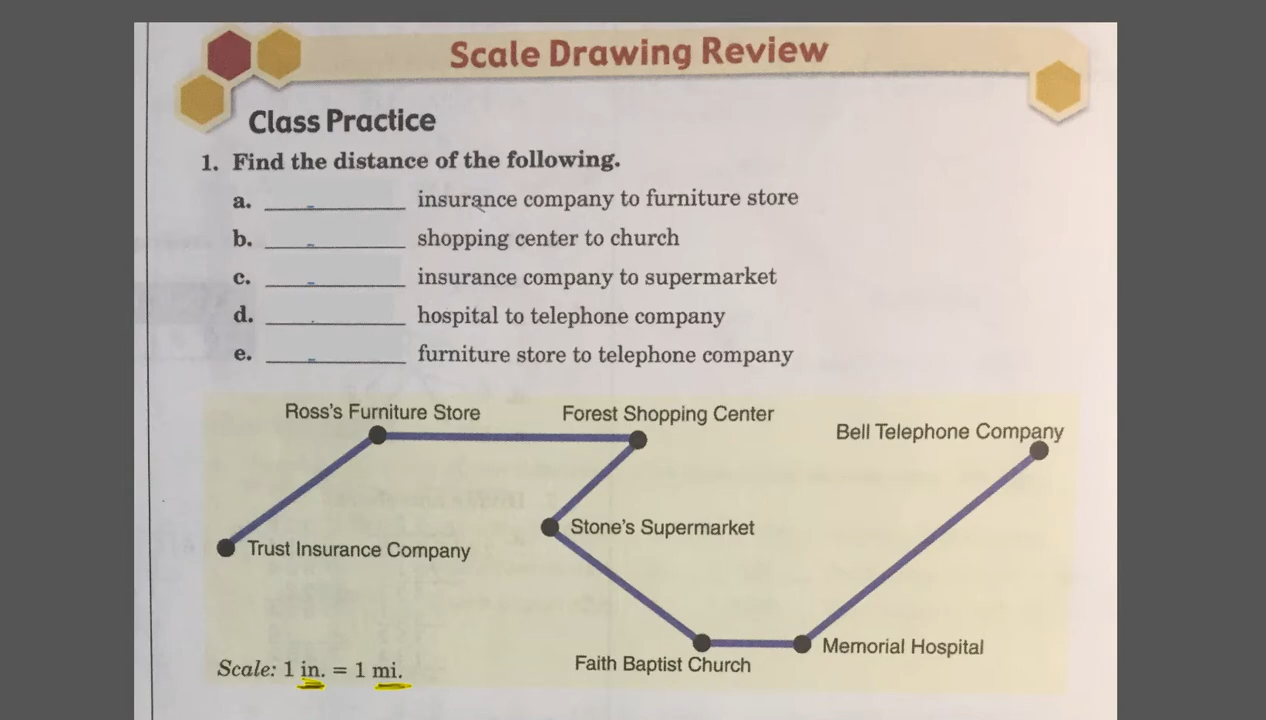 Scale Drawing Review
Class Practice
1. Find the distance of the following.
a. insurance company to furniture store
b. shopping center to church
c. insurance company to supermarket
d. hospital to telephone company
e. furniture store to telephone company
Ross's Furniture Store
Forest Shopping Center
Bell Telephone Company
Stone's Supermarket
Trust Insurance Company
Memorial Hospital
Faith Baptist Church
Scale: 1 in. = 1 mi.